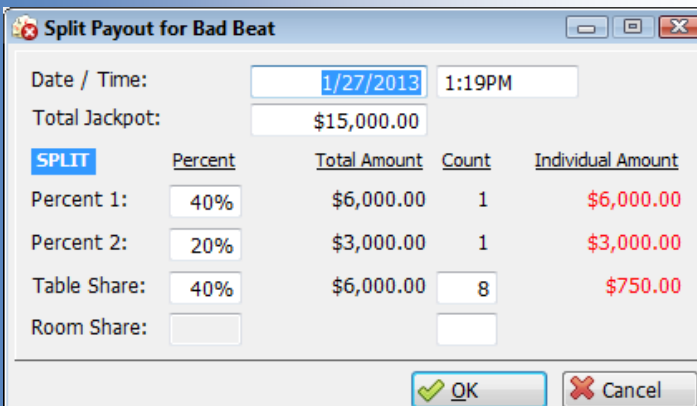 Split Payout for Bad Beat
Date / Time: 1/27/2013 1:19PM
Total Jackpot: $15,000.00
SPLIT Percent Total Amount Count Individual Amount
Percent 1: 40% $6,000.00 1 $6,000.00
Percent 2: 20% $3,000.00 1 $3,000.00
Table Share: 40% $6,000.00 8 $750.00
Room Share:
OK Cancel